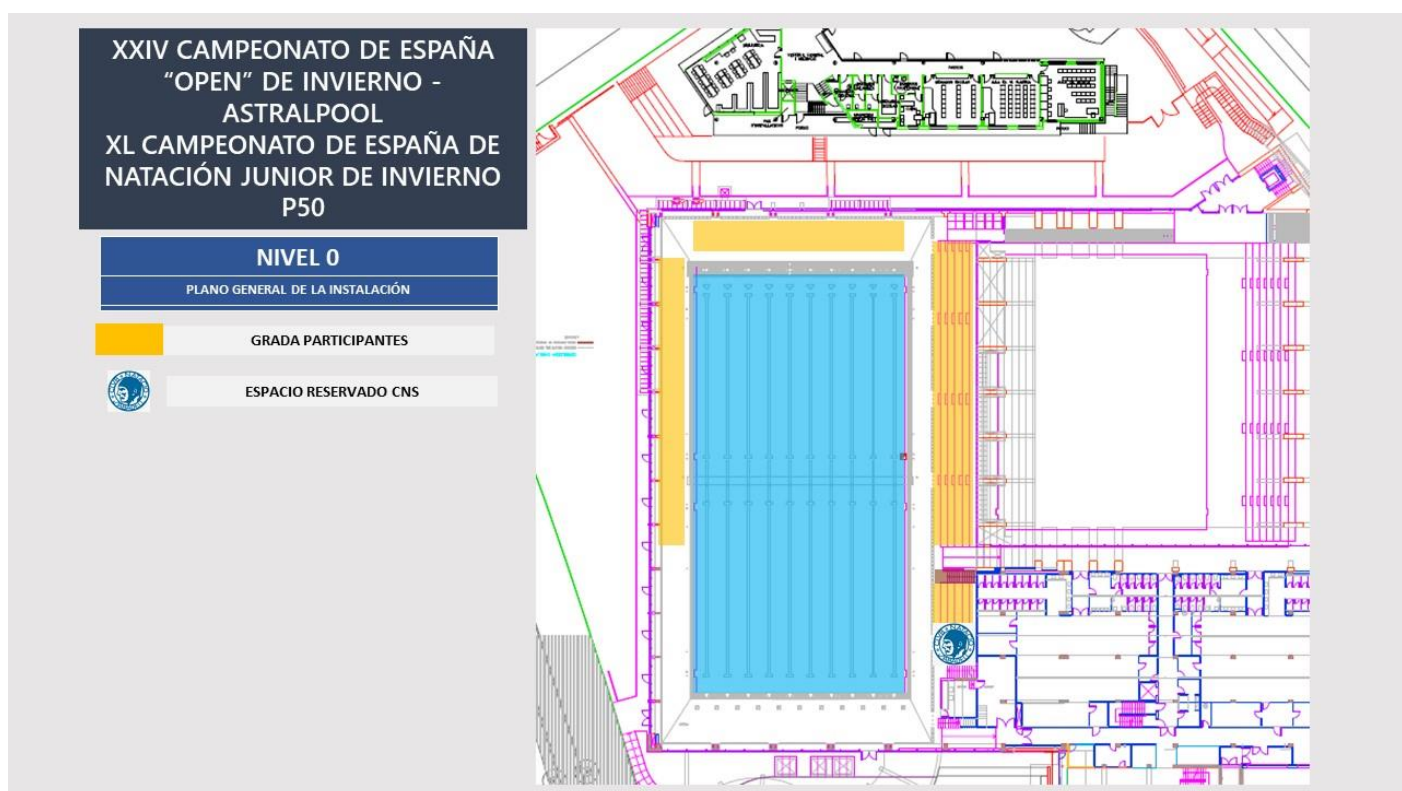 XXIV CAMPEONATO DE ESPAÑA
“OPEN” DE INVIERNO -
ASTRALPOOL
XL CAMPEONATO DE ESPAÑA DE
NATACIÓN JUNIOR DE INVIERNO
P50
NIVEL 0
PLANO GENERAL DE LA INSTALACIÓN
GRADA PARTICIPANTES
ESPACIO RESERVADO CNS